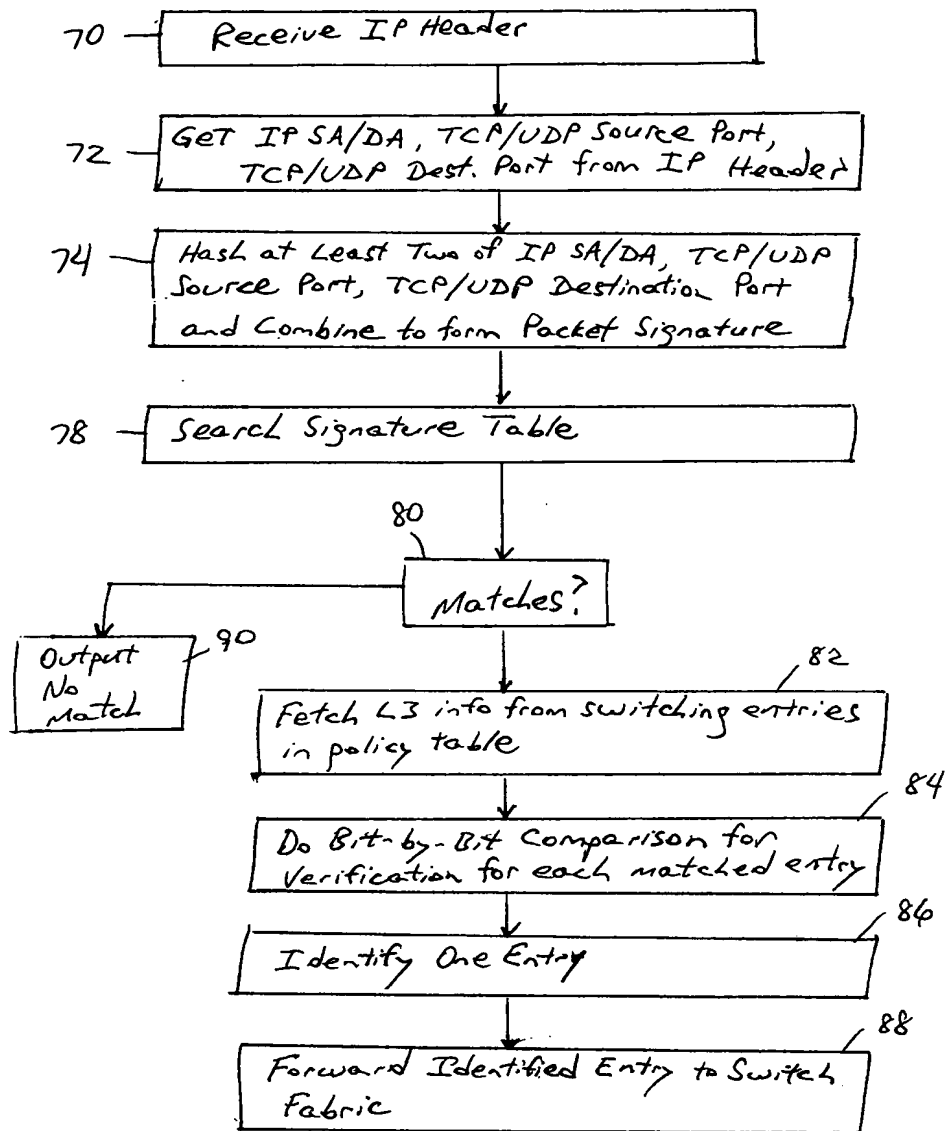 70
Receive IP Header
72
Get IP SA/DA, TCP/UDP Source Port,
TCP/UDP Dest. Port from IP Header
74
Hash at Least Two of IP SA/DA, TCP/UDP
Source Port, TCP/UDP Destination Port
and Combine to form Packet Signature
78
Search Signature Table
80
Matches?
90
Output
No
Match
82
Fetch L3 info from switching entries
in policy table
84
Do Bit-by-Bit Comparison for
Verification for each matched entry
86
Identify One Entry
88
Forward Identified Entry to Switch
Fabric